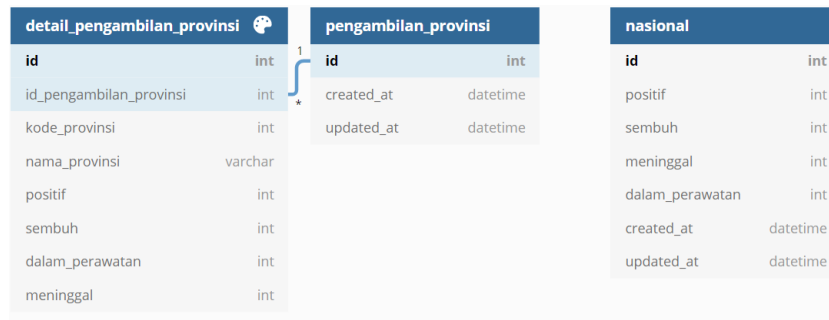 detail_pengambilan_provinsi
id int
id_pengambilan_provinsi int
kode_provinsi int
nama_provinsi varchar
positif int
sembuh int
dalam_perawatan int
meninggal int
1
*
pengambilan_provinsi
id int
created_at datetime
updated_at datetime
nasional
id int
positif int
sembuh int
meninggal int
dalam_perawatan int
created_at datetime
updated_at datetime